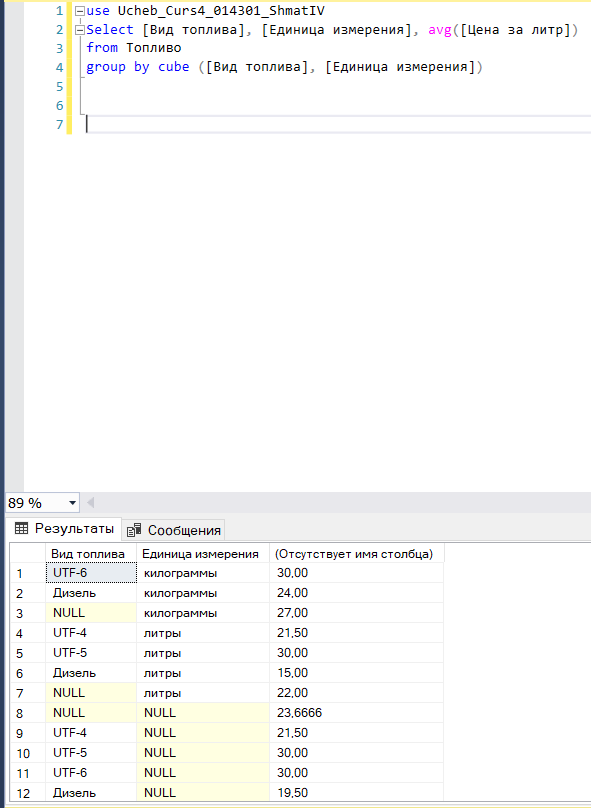 1 use Ucheb_Curs4_014301_ShmatIV
2 Select [Вид топлива], [Единица измерения], avg([Цена за литр])
3 from Топливо
4 group by cube ([Вид топлива], [Единица измерения])
5
6
7
89 %
Результаты Сообщения
Вид топлива Единица измерения (Отсутствует имя столбца)
1 UTF-6 килограммы 30,00
2 Дизель килограммы 24,00
3 NULL килограммы 27,00
4 UTF-4 литры 21,50
5 UTF-5 литры 30,00
6 Дизель литры 15,00
7 NULL литры 22,00
8 NULL NULL 23,6666
9 UTF-4 NULL 21,50
10 UTF-5 NULL 30,00
11 UTF-6 NULL 30,00
12 Дизель NULL 19,50